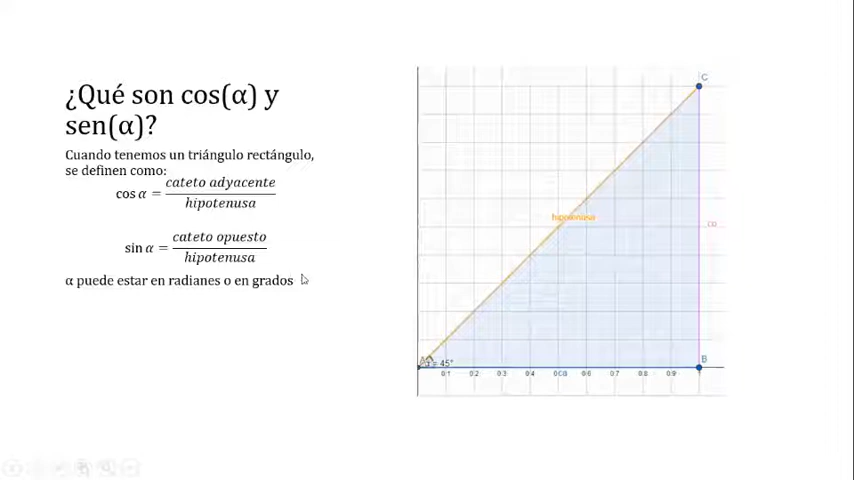 ¿Qué son cos(α) y
sen(α)?
Cuando tenemos un triángulo rectángulo,
se definen como:
cos α = cateto adyacente / hipotenusa
sin α = cateto opuesto / hipotenusa
α puede estar en radianes o en grados
C
hipotenusa
co
B
α = 45°
0.1 0.2 0.3 0.4 0.6 0.7 0.8 0.9